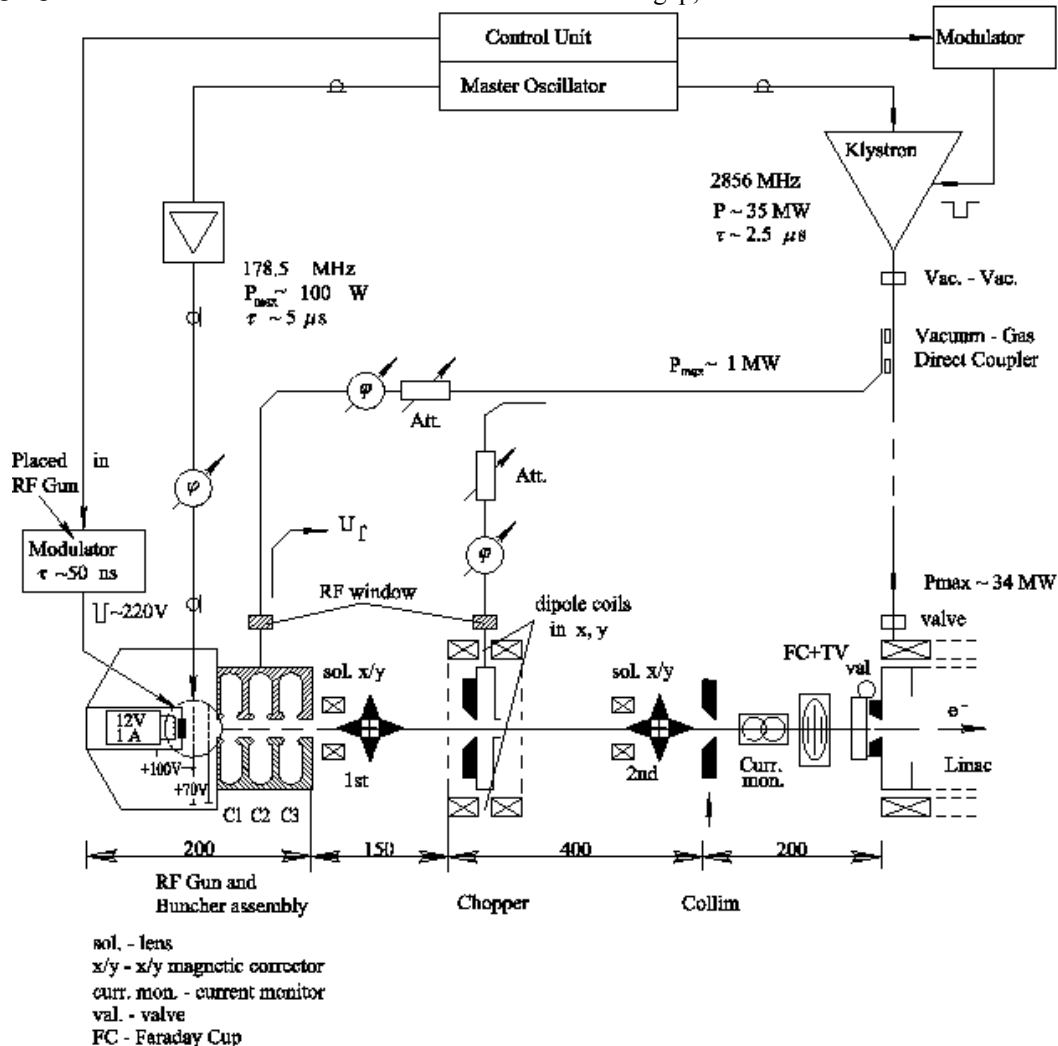 Control Unit
Master Oscillator
Modulator
Klystron
2856 MHz
P ~ 35 MW
τ ~ 2.5 μs
178.5 MHz
Pmax ~ 100 W
τ ~ 5 μs
Vac. - Vac.
Vacuum - Gas
Direct Coupler
Pmax ~ 1 MW
φ
Att.
Placed in
RF Gun
φ
Att.
Modulator
τ ~50 ns
U f
φ
~220V
RF window
dipole coils
in x, y
Pmax ~ 34 MW
valve
sol. x/y
sol. x/y
FC+TV
val
12V
1 A
+100V
+70V
C1 C2 C3
1st
2nd
Curr.
mon.
e⁻
Linac
200
150
400
200
RF Gun and
Buncher assembly
Chopper
Collim
sol. - lens
x/y - x/y magnetic corrector
curr. mon. - current monitor
val. - valve
FC - Faraday Cup